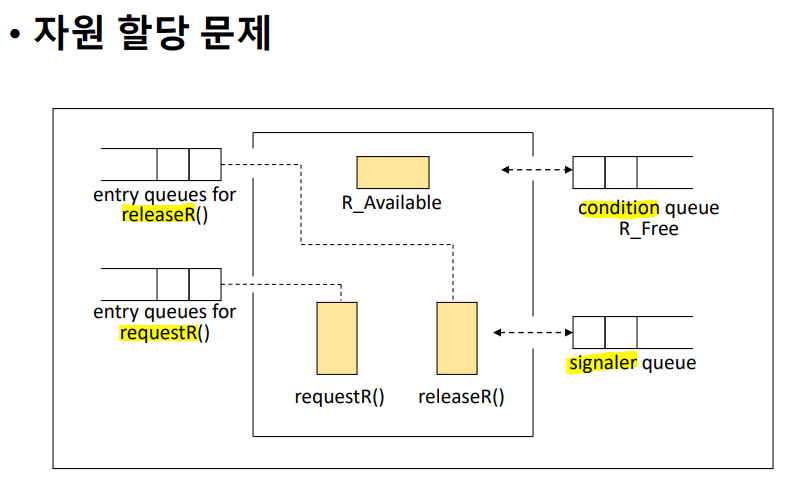 • 자원 할당 문제
entry queues for
releaseR()
R_Available
condition queue
R_Free
entry queues for
requestR()
requestR()
releaseR()
signaler queue